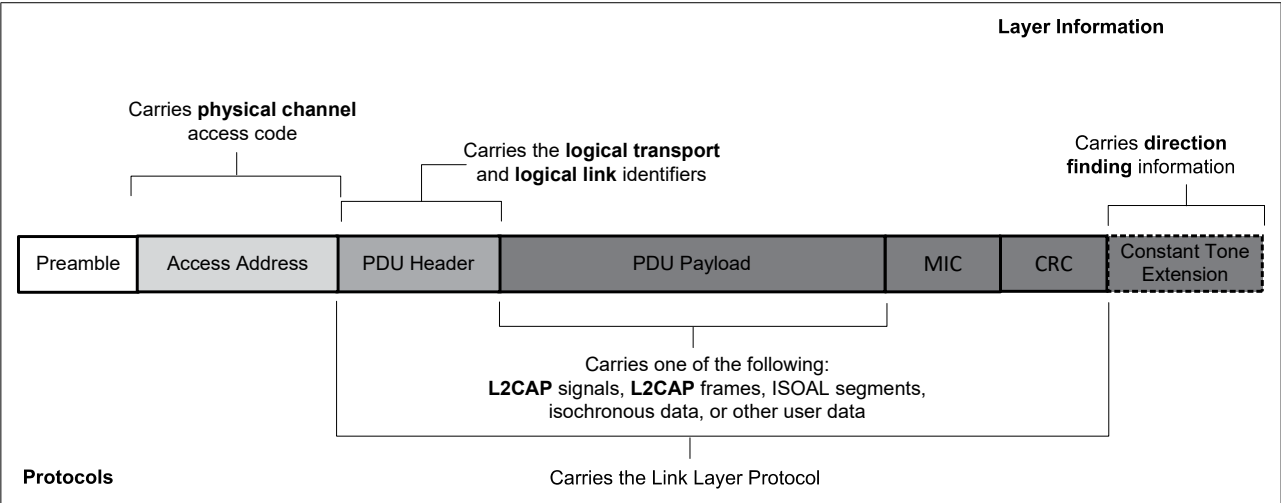 Layer Information
Carries physical channel
access code
Carries the logical transport
and logical link identifiers
Carries direction
finding information
Preamble
Access Address
PDU Header
PDU Payload
MIC
CRC
Constant Tone
Extension
Carries one of the following:
L2CAP signals, L2CAP frames, ISOAL segments,
isochronous data, or other user data
Protocols
Carries the Link Layer Protocol